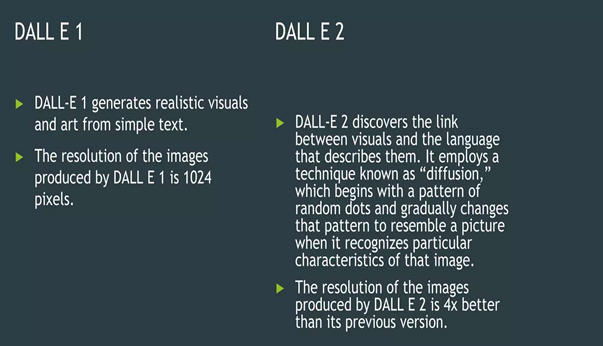 DALL E 1
DALL-E 1 generates realistic visuals
and art from simple text.
The resolution of the images
produced by DALL E 1 is 1024
pixels.
DALL E 2
DALL-E 2 discovers the link
between visuals and the language
that describes them. It employs a
technique known as “diffusion,”
which begins with a pattern of
random dots and gradually changes
that pattern to resemble a picture
when it recognizes particular
characteristics of that image.
The resolution of the images
produced by DALL E 2 is 4x better
than its previous version.